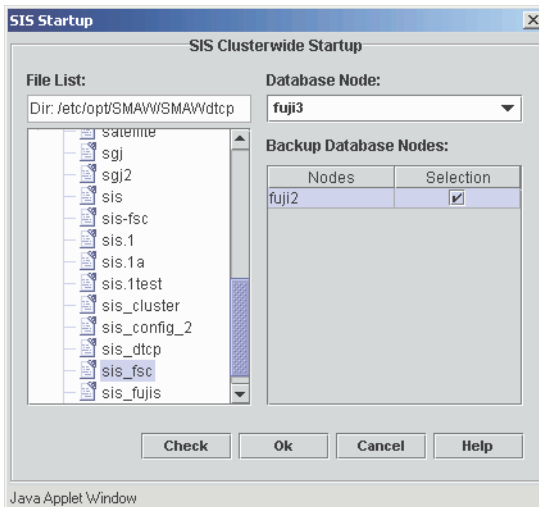 SIS Startup
SIS Clusterwide Startup
File List:
Dir: /etc/opt/SMAW/SMAWdtcp
satellite
sgj
sgj2
sis
sis-fsc
sis.1
sis.1a
sis.1test
sis_cluster
sis_config_2
sis_dtcp
sis_fsc
sis_fujis
Database Node:
fuji3
Backup Database Nodes:
Nodes Selection
fuji2
Check Ok Cancel Help
Java Applet Window